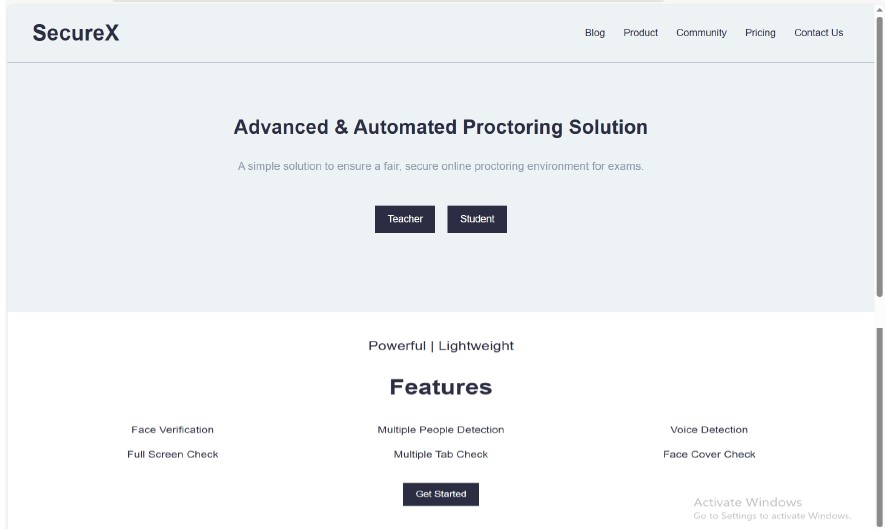 SecureX
Blog Product Community Pricing Contact Us
Advanced & Automated Proctoring Solution
A simple solution to ensure a fair, secure online proctoring environment for exams.
Teacher Student
Powerful | Lightweight
Features
Face Verification Multiple People Detection Voice Detection
Full Screen Check Multiple Tab Check Face Cover Check
Get Started
Activate Windows
Go to Settings to activate Windows.